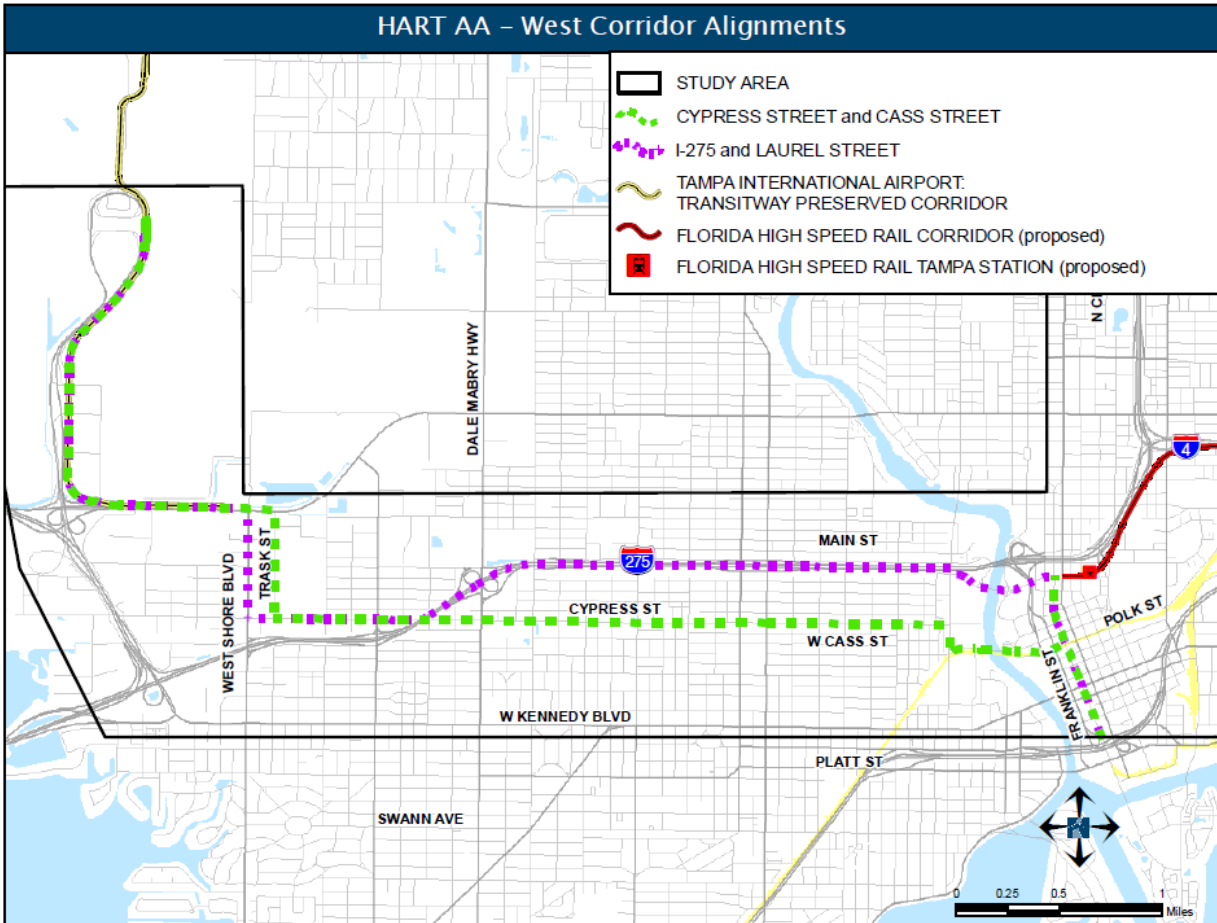 HART AA – West Corridor Alignments
STUDY AREA
CYPRESS STREET and CASS STREET
I-275 and LAUREL STREET
TAMPA INTERNATIONAL AIRPORT:
TRANSITWAY PRESERVED CORRIDOR
FLORIDA HIGH SPEED RAIL CORRIDOR (proposed)
FLORIDA HIGH SPEED RAIL TAMPA STATION (proposed)
N CE
DALE MABRY HWY
4
MAIN ST
275
WEST SHORE BLVD
TRASK ST
CYPRESS ST
W CASS ST
POLK ST
FRANKLIN ST
W KENNEDY BLVD
PLATT ST
SWANN AVE
N
0 0.25 0.5 1
Miles